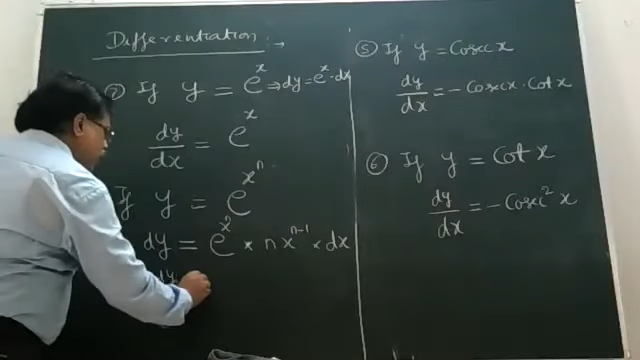 Differentiation :→
If y = e^x ⇒ dy = e^x · dx
dy/dx = e^x
If y = e^{x^n}
dy = e^{x^n} × n x^{n-1} × dx
dy
⑤ If y = Cosec x
dy/dx = - Cosec x · Cot x
⑥ If y = Cot x
dy/dx = - Cosec² x